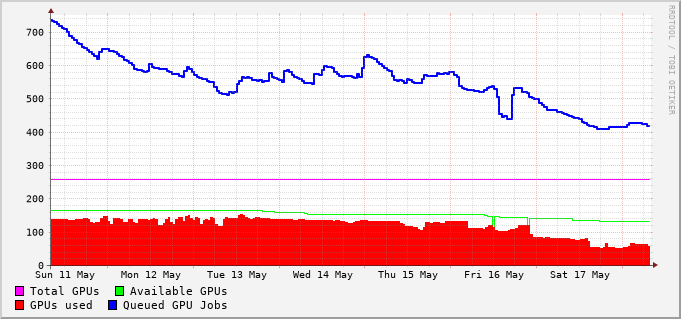 700
600
500
400
300
200
100
0
Sun 11 May Mon 12 May Tue 13 May Wed 14 May Thu 15 May Fri 16 May Sat 17 May
Total GPUs Available GPUs
GPUs used Queued GPU Jobs
RRDTOOL / TOBI OETIKER